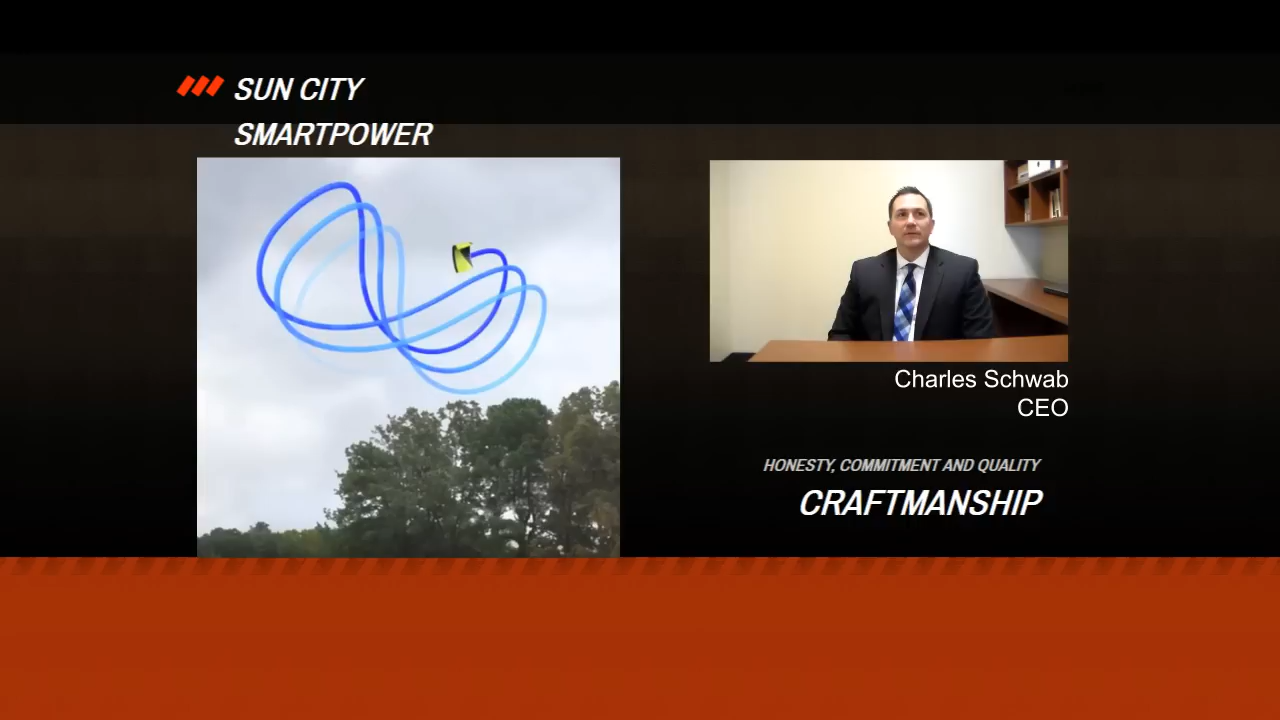 SUN CITY
SMARTPOWER
Charles Schwab
CEO
HONESTY, COMMITMENT AND QUALITY
CRAFTMANSHIP